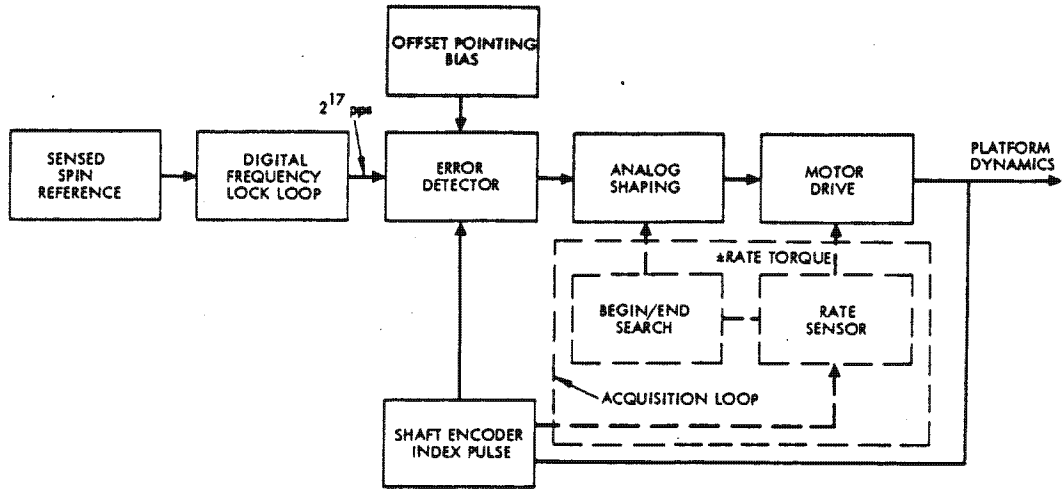 OFFSET POINTING
BIAS
2^17 pps
SENSED
SPIN
REFERENCE
DIGITAL
FREQUENCY
LOCK LOOP
ERROR
DETECTOR
ANALOG
SHAPING
MOTOR
DRIVE
PLATFORM
DYNAMICS
±RATE TORQUE
BEGIN/END
SEARCH
RATE
SENSOR
ACQUISITION LOOP
SHAFT ENCODER
INDEX PULSE